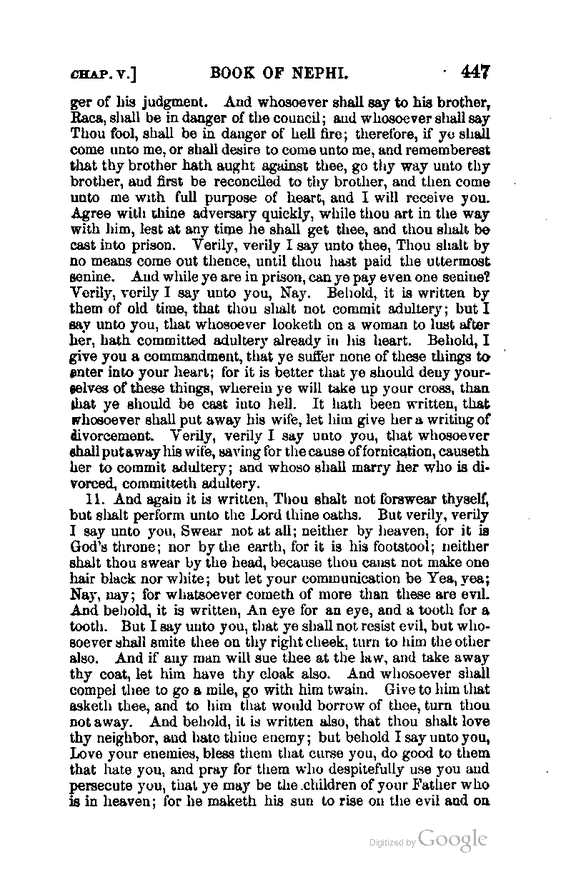 CHAP. V.] BOOK OF NEPHI. 447
ger of his judgment. And whosoever shall say to his brother,
Raca, shall be in danger of the council; and whosoever shall say
Thou fool, shall be in danger of hell fire; therefore, if ye shall
come unto me, or shall desire to come unto me, and rememberest
that thy brother hath aught against thee, go thy way unto thy
brother, and first be reconciled to thy brother, and then come
unto me with full purpose of heart, and I will receive you.
Agree with thine adversary quickly, while thou art in the way
with him, lest at any time he shall get thee, and thou shalt be
cast into prison. Verily, verily I say unto thee, Thou shalt by
no means come out thence, until thou hast paid the uttermost
senine. And while ye are in prison, can ye pay even one senine?
Verily, verily I say unto you, Nay. Behold, it is written by
them of old time, that thou shalt not commit adultery; but I
say unto you, that whosoever looketh on a woman to lust after
her, hath committed adultery already in his heart. Behold, I
give you a commandment, that ye suffer none of these things to
enter into your heart; for it is better that ye should deny your-
selves of these things, wherein ye will take up your cross, than
that ye should be cast into hell. It hath been written, that
whosoever shall put away his wife, let him give her a writing of
divorcement. Verily, verily I say unto you, that whosoever
shall put away his wife, saving for the cause of fornication, causeth
her to commit adultery; and whoso shall marry her who is di-
vorced, committeth adultery.
11. And again it is written, Thou shalt not forswear thyself,
but shalt perform unto the Lord thine oaths. But verily, verily
I say unto you, Swear not at all; neither by heaven, for it is
God's throne; nor by the earth, for it is his footstool; neither
shalt thou swear by the head, because thou canst not make one
hair black nor white; but let your communication be Yea, yea;
Nay, nay; for whatsoever cometh of more than these are evil.
And behold, it is written, An eye for an eye, and a tooth for a
tooth. But I say unto you, that ye shall not resist evil, but who-
soever shall smite thee on thy right cheek, turn to him the other
also. And if any man will sue thee at the law, and take away
thy coat, let him have thy cloak also. And whosoever shall
compel thee to go a mile, go with him twain. Give to him that
asketh thee, and to him that would borrow of thee, turn thou
not away. And behold, it is written also, that thou shalt love
thy neighbor, and hate thine enemy; but behold I say unto you,
Love your enemies, bless them that curse you, do good to them
that hate you, and pray for them who despitefully use you and
persecute you, that ye may be the children of your Father who
is in heaven; for he maketh his sun to rise on the evil and on
Digitized by Google